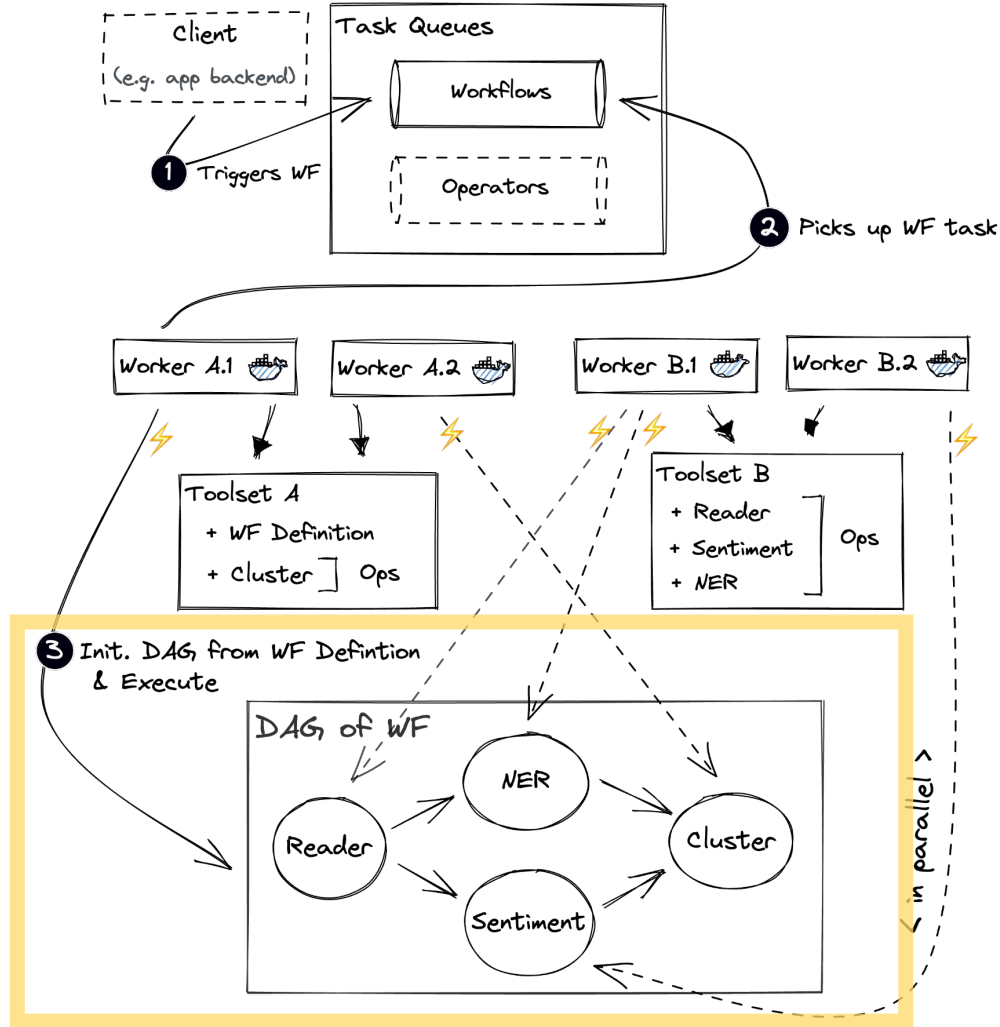 Client
(e.g. app backend)
Task Queues
Workflows
Operators
1
Triggers WF
2
Picks up WF task
Worker A.1
Worker A.2
Worker B.1
Worker B.2
Toolset A
+ WF Definition
+ Cluster
Ops
Toolset B
+ Reader
+ Sentiment
+ NER
Ops
3
Init. DAG from WF Defintion
& Execute
DAG of WF
Reader
NER
Sentiment
Cluster
< in parallel >